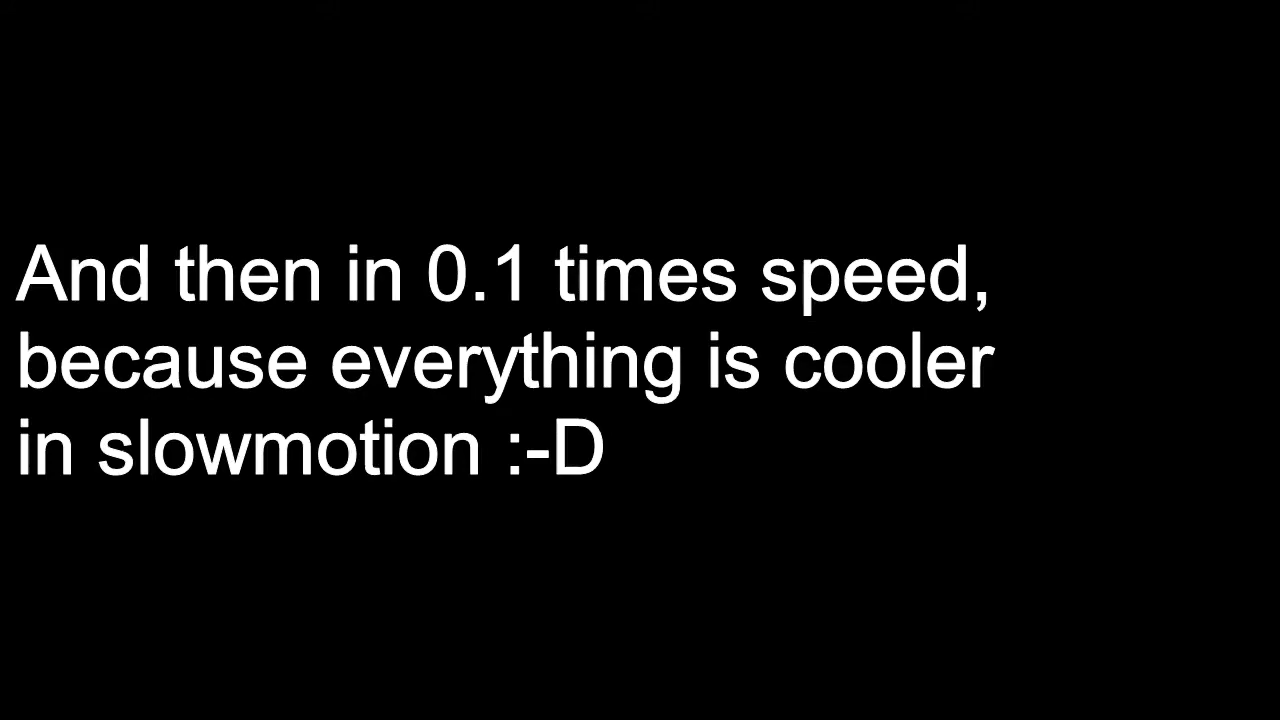 And then in 0.1 times speed,
because everything is cooler
in slowmotion :-D